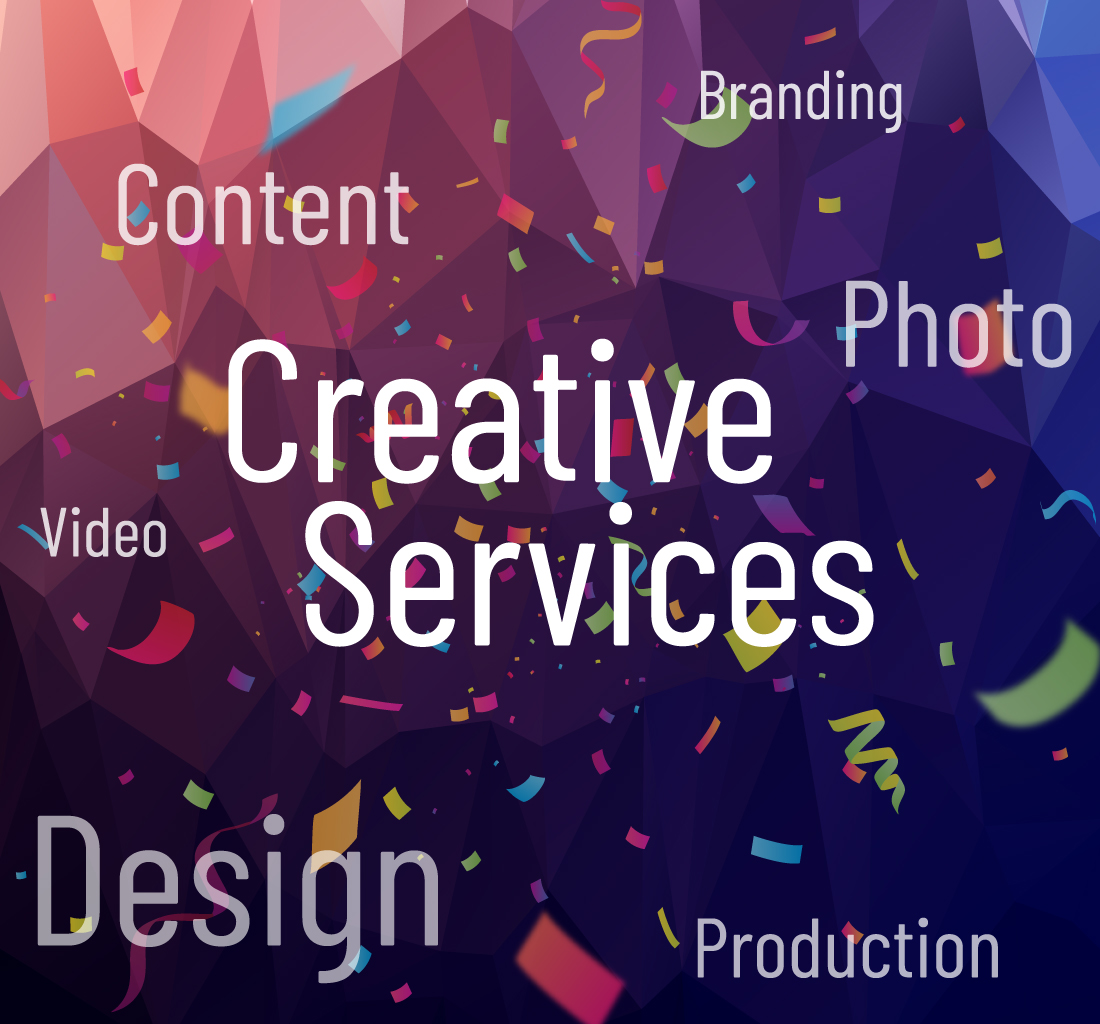 Branding
Content
Photo
Creative
Services
Video
Design
Production